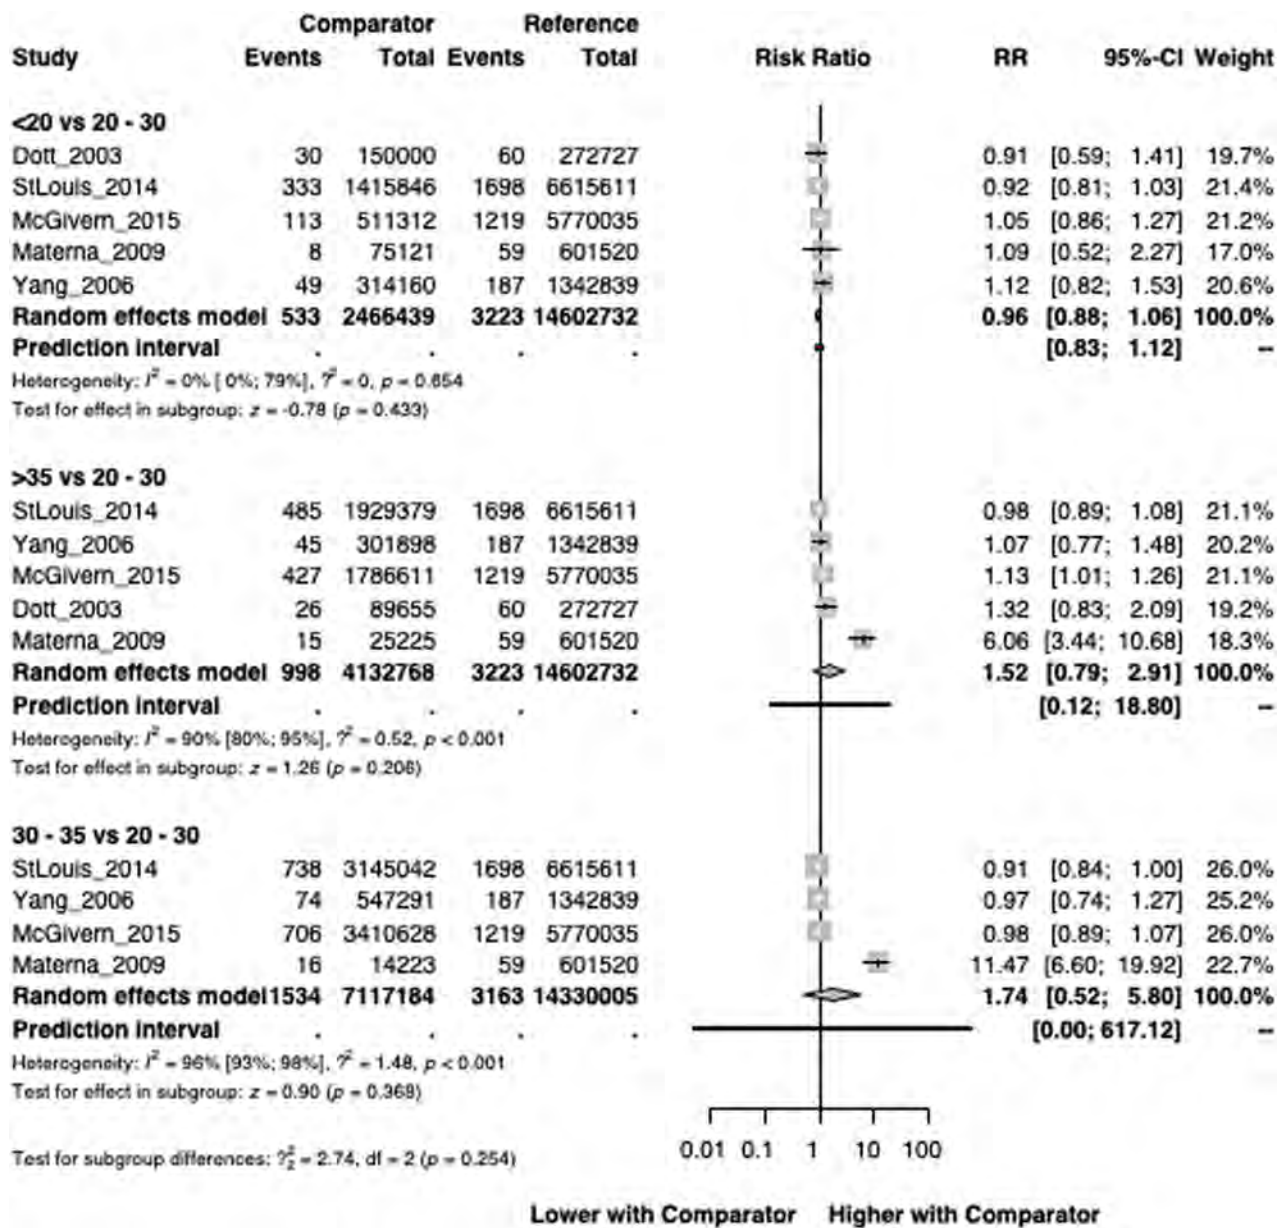 Comparator Reference
Study Events Total Events Total Risk Ratio RR 95%-CI Weight
<20 vs 20 - 30
Dott_2003 30 150000 60 272727 0.91 [0.59; 1.41] 19.7%
StLouis_2014 333 1415846 1698 6615611 0.92 [0.81; 1.03] 21.4%
McGivern_2015 113 511312 1219 5770035 1.05 [0.86; 1.27] 21.2%
Materna_2009 8 75121 59 601520 1.09 [0.52; 2.27] 17.0%
Yang_2006 49 314160 187 1342839 1.12 [0.82; 1.53] 20.6%
Random effects model 533 2466439 3223 14602732 0.96 [0.88; 1.06] 100.0%
Prediction interval . . . . [0.83; 1.12] --
Heterogeneity: I² = 0% [ 0%; 79%], ?² = 0, p = 0.654
Test for effect in subgroup: z = -0.78 (p = 0.433)
>35 vs 20 - 30
StLouis_2014 485 1929379 1698 6615611 0.98 [0.89; 1.08] 21.1%
Yang_2006 45 301898 187 1342839 1.07 [0.77; 1.48] 20.2%
McGivern_2015 427 1786611 1219 5770035 1.13 [1.01; 1.26] 21.1%
Dott_2003 26 89655 60 272727 1.32 [0.83; 2.09] 19.2%
Materna_2009 15 25225 59 601520 6.06 [3.44; 10.68] 18.3%
Random effects model 998 4132768 3223 14602732 1.52 [0.79; 2.91] 100.0%
Prediction interval . . . . [0.12; 18.80] --
Heterogeneity: I² = 90% [80%; 95%], ?² = 0.52, p < 0.001
Test for effect in subgroup: z = 1.26 (p = 0.206)
30 - 35 vs 20 - 30
StLouis_2014 738 3145042 1698 6615611 0.91 [0.84; 1.00] 26.0%
Yang_2006 74 547291 187 1342839 0.97 [0.74; 1.27] 25.2%
McGivern_2015 706 3410628 1219 5770035 0.98 [0.89; 1.07] 26.0%
Materna_2009 16 14223 59 601520 11.47 [6.60; 19.92] 22.7%
Random effects model 1534 7117184 3163 14330005 1.74 [0.52; 5.80] 100.0%
Prediction interval . . . . [0.00; 617.12] --
Heterogeneity: I² = 96% [93%; 98%], ?² = 1.48, p < 0.001
Test for effect in subgroup: z = 0.90 (p = 0.368)
0.01 0.1 1 10 100
Test for subgroup differences: ?²₂ = 2.74, df = 2 (p = 0.254)
Lower with Comparator Higher with Comparator